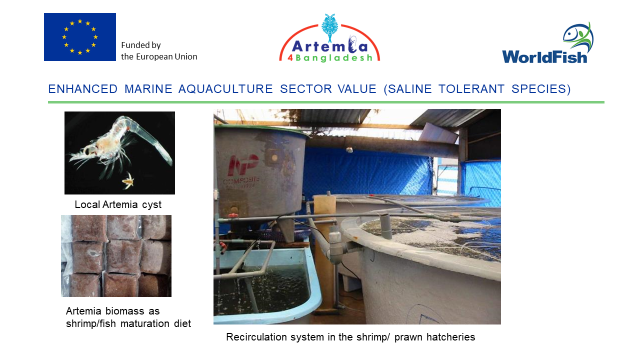 Funded by
the European Union
Artemia
4Bangladesh
WorldFish
ENHANCED MARINE AQUACULTURE SECTOR VALUE (SALINE TOLERANT SPECIES)
Local Artemia cyst
Artemia biomass as
shrimp/fish maturation diet
Recirculation system in the shrimp/ prawn hatcheries